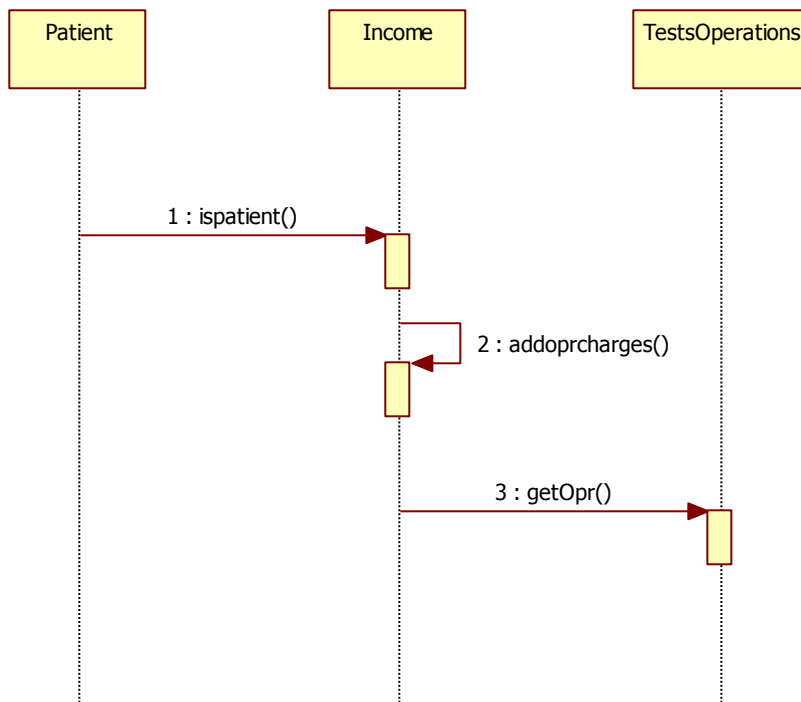 Patient
Income
TestsOperations
1 : ispatient()
2 : addoprcharges()
3 : getOpr()